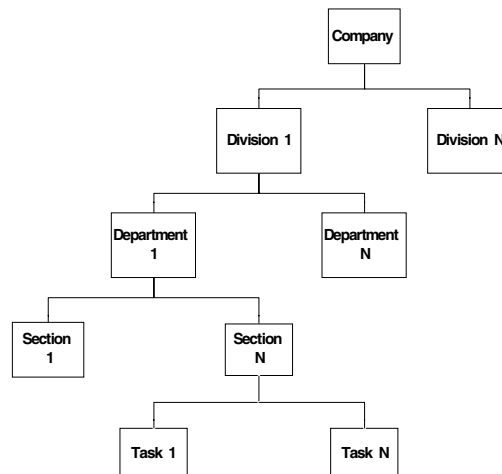 Company
Division 1
Division N
Department
1
Department
N
Section
1
Section
N
Task 1
Task N